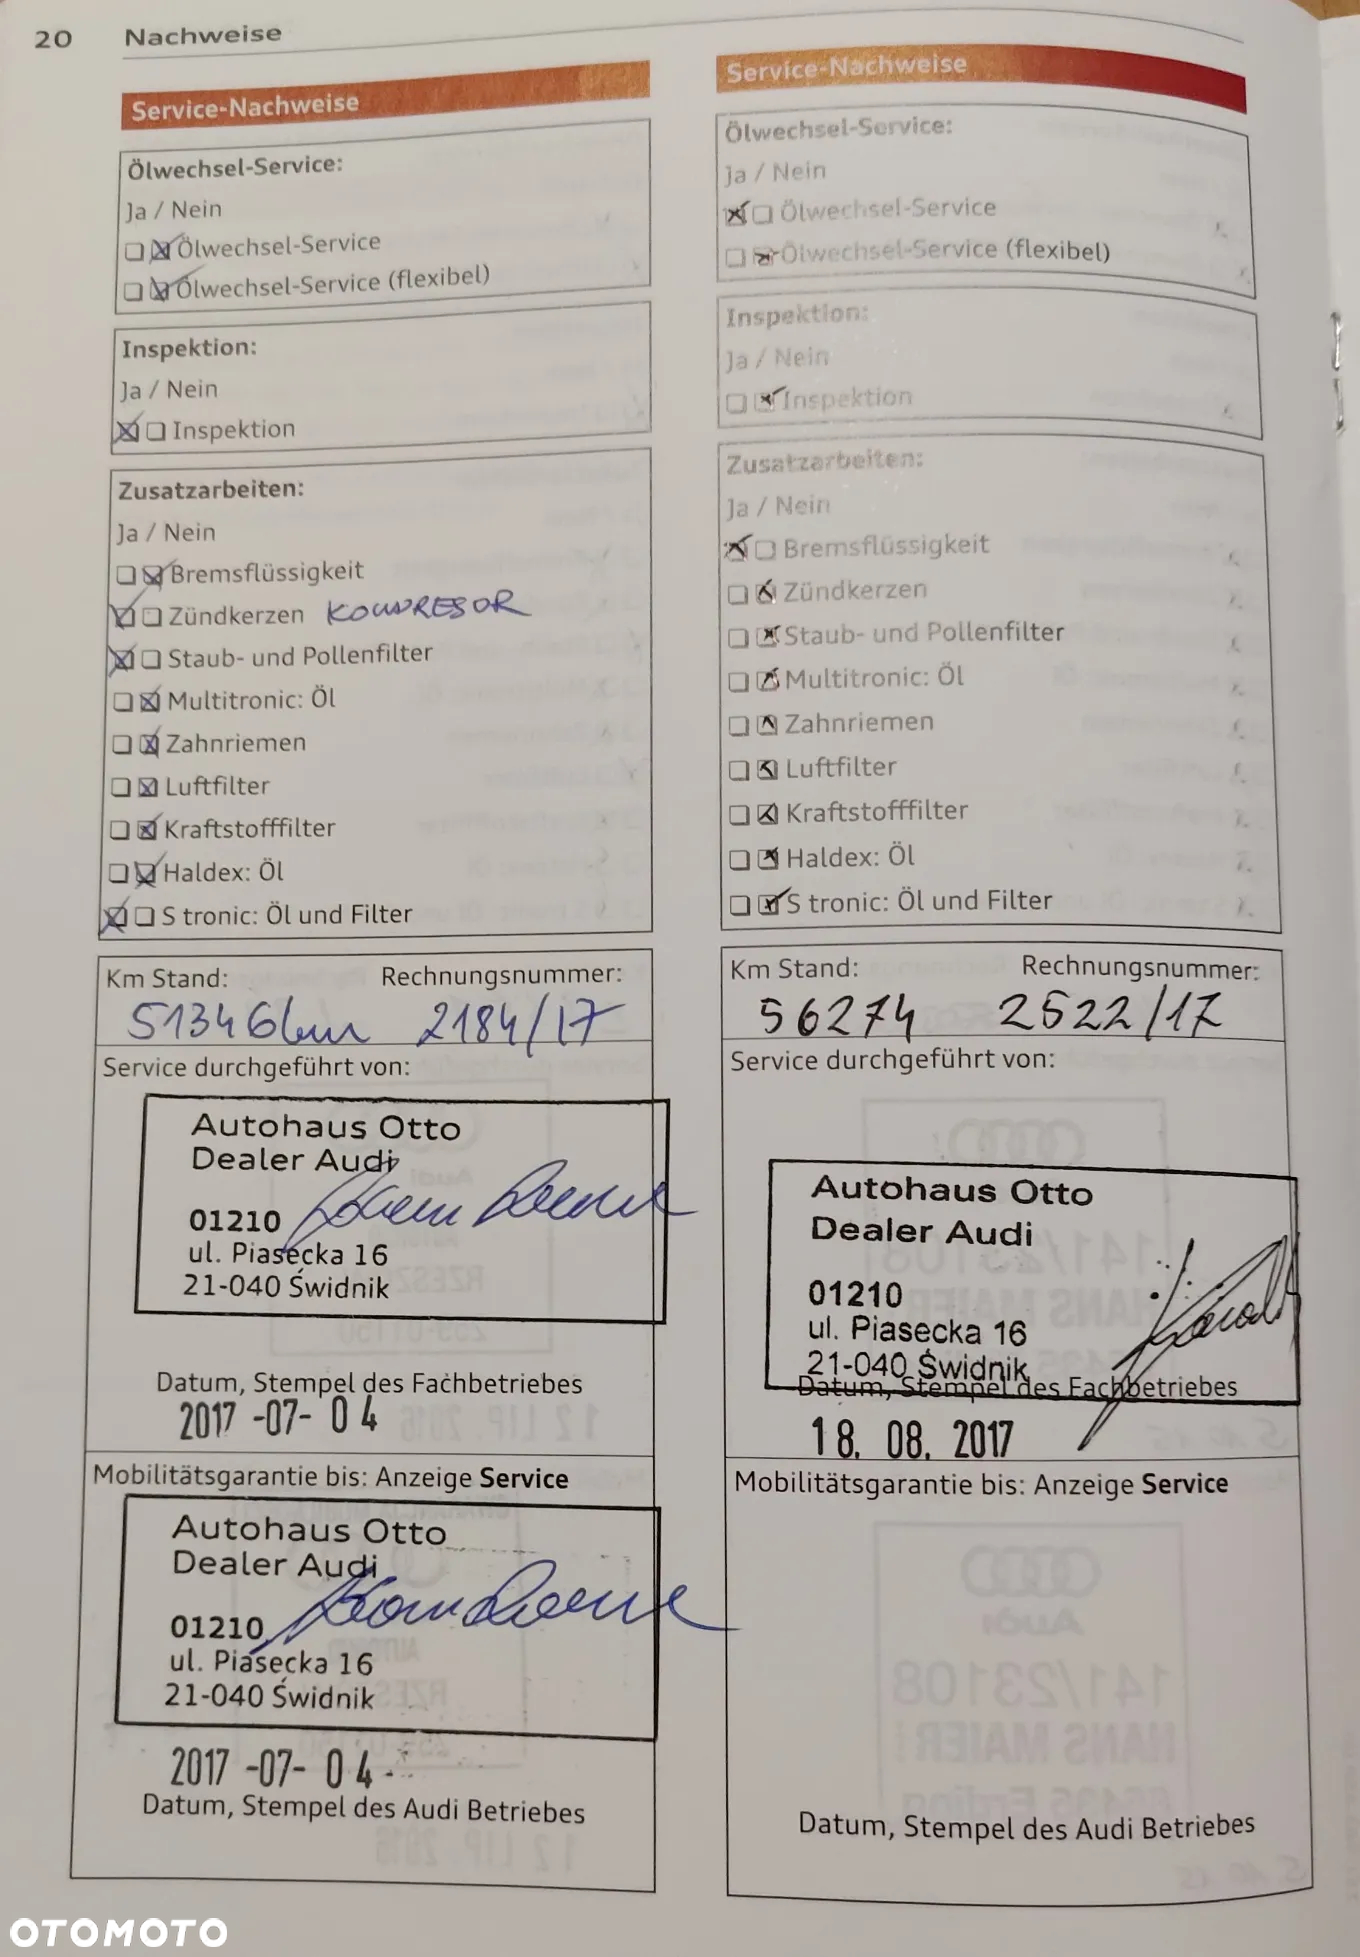 20 Nachweise
Service-Nachweise
Ölwechsel-Service:
Ja / Nein
Ölwechsel-Service
Ölwechsel-Service (flexibel)
Inspektion:
Ja / Nein
Inspektion
Zusatzarbeiten:
Ja / Nein
Bremsflüssigkeit
Zündkerzen KOMPRESOR
Staub- und Pollenfilter
Multitronic: Öl
Zahnriemen
Luftfilter
Kraftstofffilter
Haldex: Öl
S tronic: Öl und Filter
Km Stand: Rechnungsnummer:
51346km 2184/17
Service durchgeführt von:
Autohaus Otto
Dealer Audi
01210
ul. Piasecka 16
21-040 Świdnik
Datum, Stempel des Fachbetriebes
2017 -07- 04
Mobilitätsgarantie bis: Anzeige Service
Autohaus Otto
Dealer Audi
01210
ul. Piasecka 16
21-040 Świdnik
2017 -07- 04
Datum, Stempel des Audi Betriebes
Service-Nachweise
Ölwechsel-Service:
Ja / Nein
Ölwechsel-Service
Ölwechsel-Service (flexibel)
Inspektion:
Ja / Nein
Inspektion
Zusatzarbeiten:
Ja / Nein
Bremsflüssigkeit
Zündkerzen
Staub- und Pollenfilter
Multitronic: Öl
Zahnriemen
Luftfilter
Kraftstofffilter
Haldex: Öl
S tronic: Öl und Filter
Km Stand: Rechnungsnummer:
56274 2522/17
Service durchgeführt von:
Autohaus Otto
Dealer Audi
01210
ul. Piasecka 16
21-040 Świdnik
Datum, Stempel des Fachbetriebes
18. 08. 2017
Mobilitätsgarantie bis: Anzeige Service
Datum, Stempel des Audi Betriebes
OTOMOTO